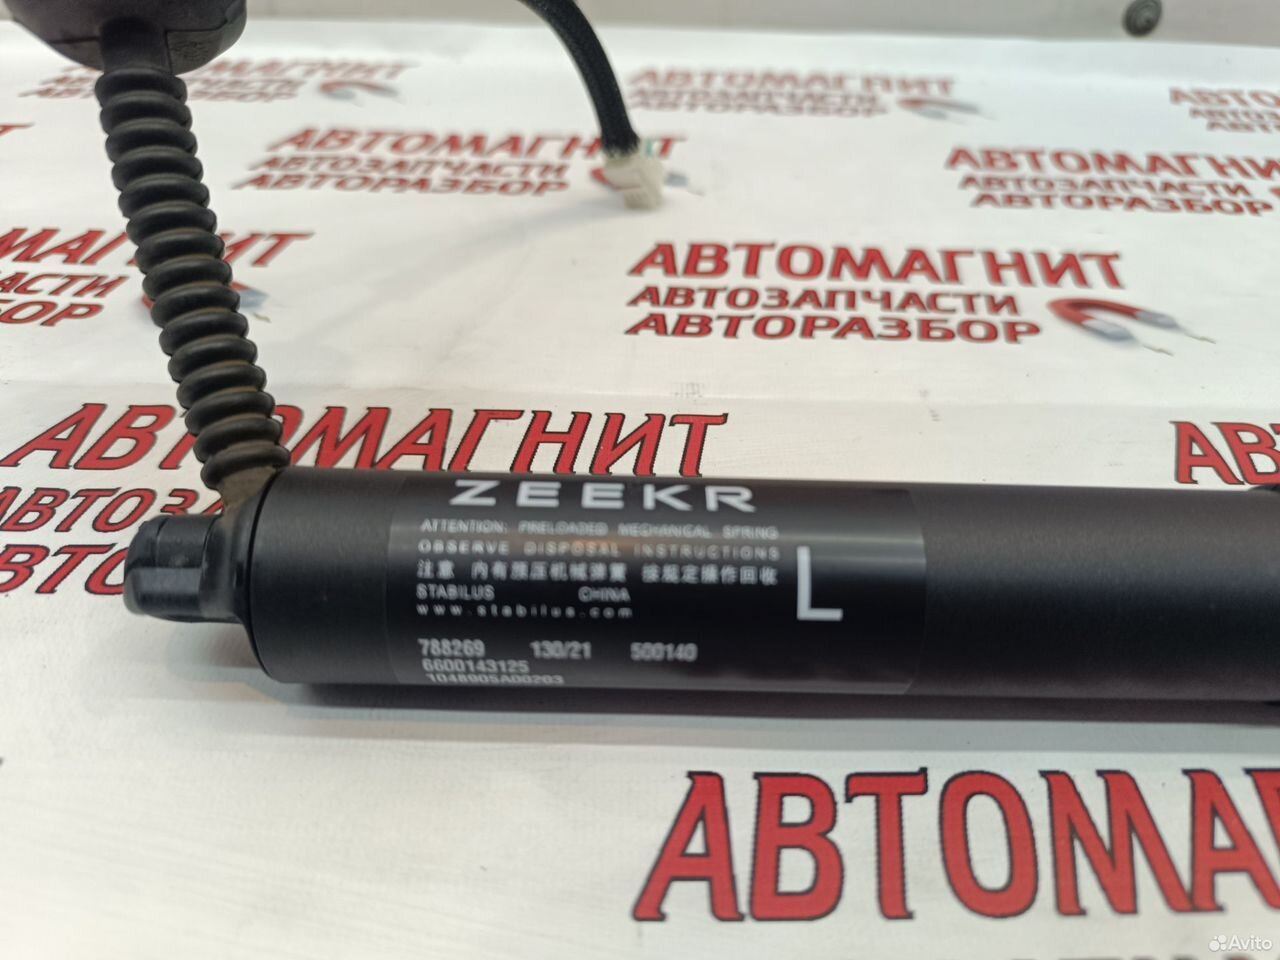 АВТОМАГНИТ
АВТОЗАПЧАСТИ
АВТОРАЗБОР
АВТОМАГНИТ
АВТОЗАПЧАСТИ
АВТОРАЗБОР
АВТОМАГНИТ
АВТОЗАПЧАСТИ
АВТОРАЗБОР
АВТОМАГНИТ
АВТОЗАПЧАСТИ
АВТОРАЗБОР
АВТОМАГНИТ
ZEEKR
ATTENTION: PRELOADED MECHANICAL SPRING
OBSERVE DISPOSAL INSTRUCTIONS
注意 内有预压机械弹簧 按规定操作回收
STABILUS CHINA
www.stabilus.com
L
788269 130/21 500140
6600143125
1048905A00203
АВТОМА
Avito